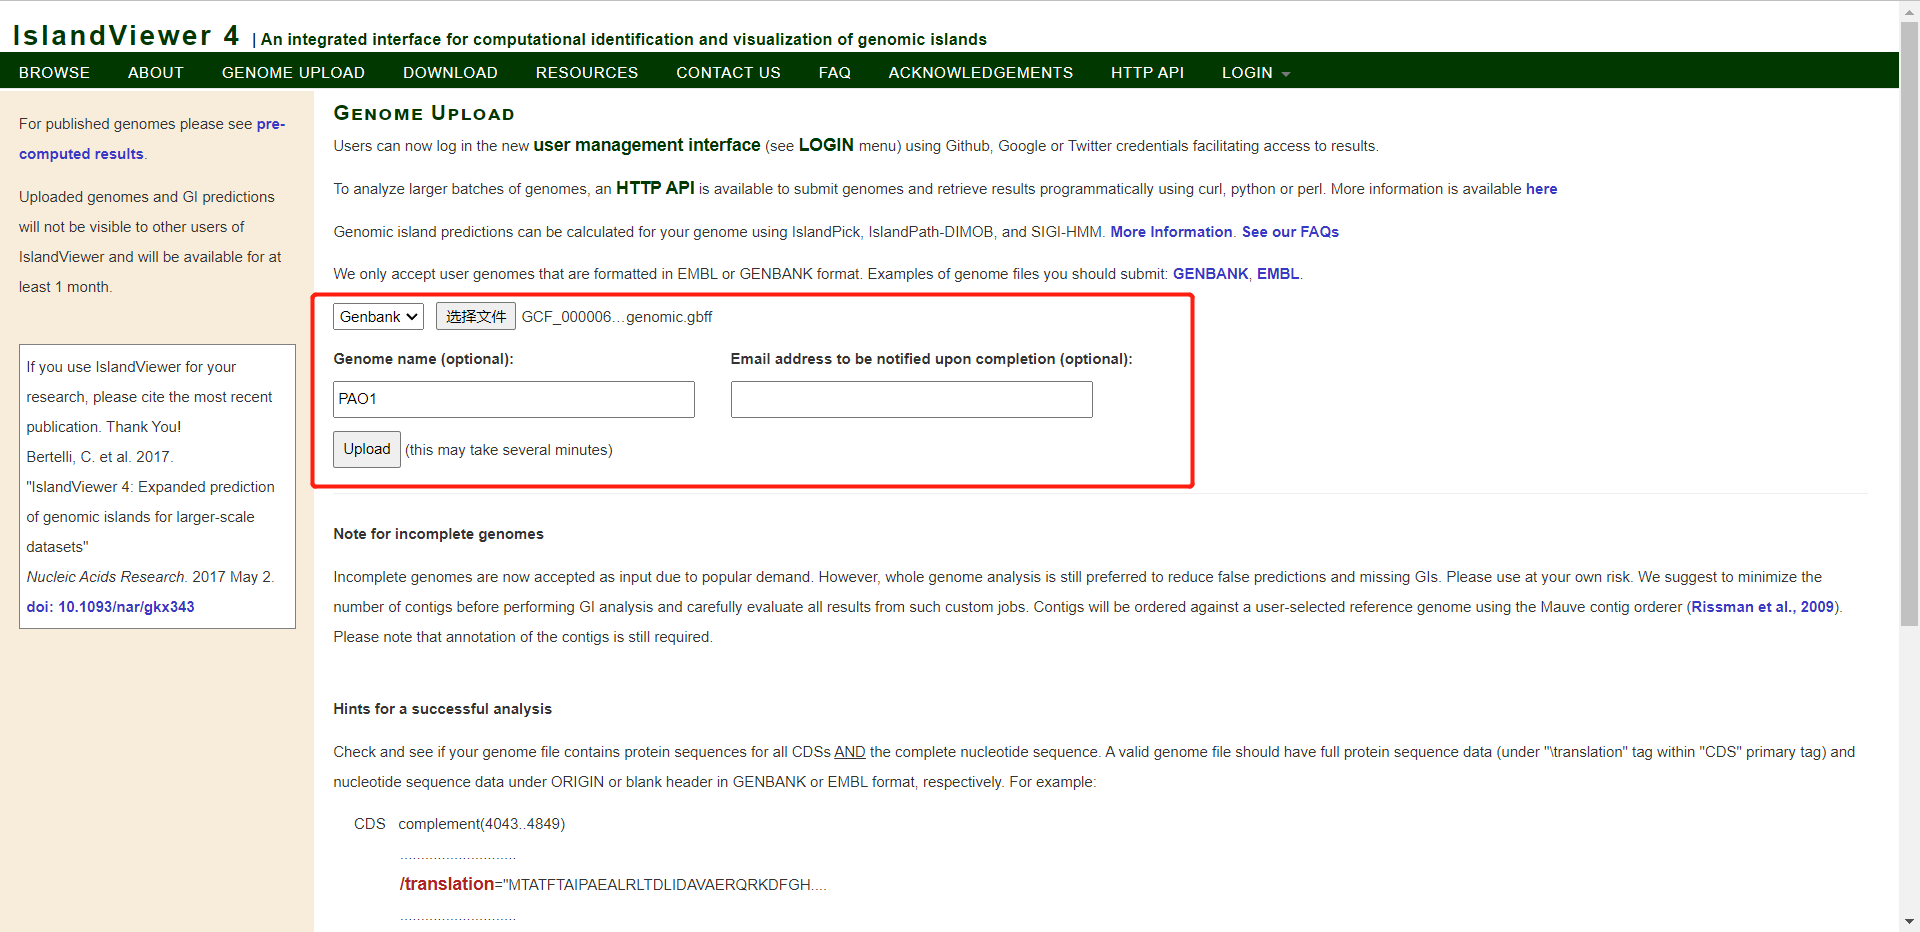 IslandViewer 4 | An integrated interface for computational identification and visualization of genomic islands
BROWSE ABOUT GENOME UPLOAD DOWNLOAD RESOURCES CONTACT US FAQ ACKNOWLEDGEMENTS HTTP API LOGIN
For published genomes please see pre-
computed results.
Uploaded genomes and GI predictions
will not be visible to other users of
IslandViewer and will be available for at
least 1 month.
If you use IslandViewer for your
research, please cite the most recent
publication. Thank You!
Bertelli, C. et al. 2017.
"IslandViewer 4: Expanded prediction
of genomic islands for larger-scale
datasets"
Nucleic Acids Research. 2017 May 2.
doi: 10.1093/nar/gkx343
Genome Upload
Users can now log in the new user management interface (see LOGIN menu) using Github, Google or Twitter credentials facilitating access to results.
To analyze larger batches of genomes, an HTTP API is available to submit genomes and retrieve results programmatically using curl, python or perl. More information is available here
Genomic island predictions can be calculated for your genome using IslandPick, IslandPath-DIMOB, and SIGI-HMM. More Information. See our FAQs
We only accept user genomes that are formatted in EMBL or GENBANK format. Examples of genome files you should submit: GENBANK, EMBL.
Genbank 选择文件 GCF_000006...genomic.gbff
Genome name (optional): Email address to be notified upon completion (optional):
PAO1
Upload (this may take several minutes)
Note for incomplete genomes
Incomplete genomes are now accepted as input due to popular demand. However, whole genome analysis is still preferred to reduce false predictions and missing GIs. Please use at your own risk. We suggest to minimize the
number of contigs before performing GI analysis and carefully evaluate all results from such custom jobs. Contigs will be ordered against a user-selected reference genome using the Mauve contig orderer (Rissman et al., 2009).
Please note that annotation of the contigs is still required.
Hints for a successful analysis
Check and see if your genome file contains protein sequences for all CDSs AND the complete nucleotide sequence. A valid genome file should have full protein sequence data (under "\translation" tag within "CDS" primary tag) and
nucleotide sequence data under ORIGIN or blank header in GENBANK or EMBL format, respectively. For example:
CDS complement(4043..4849)
............................
/translation="MTATFTAIPAEALRLTDLIDAVAERQRKDFGH....
............................